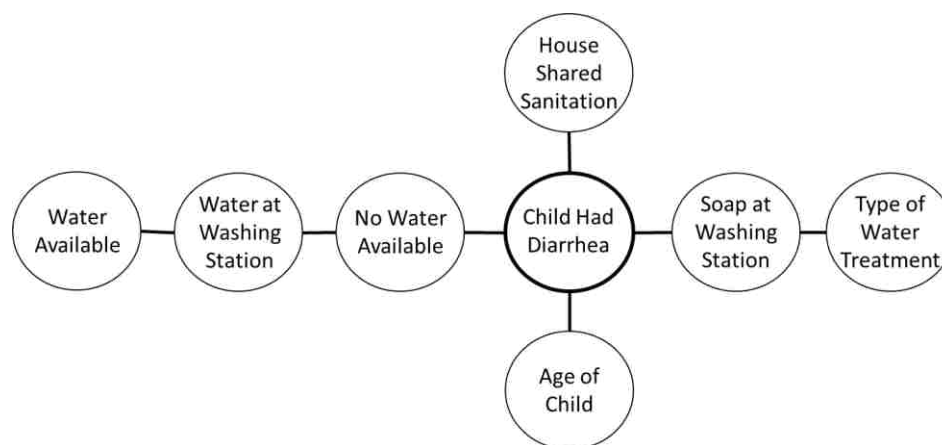 House
Shared
Sanitation
Water
Available
Water at
Washing
Station
No Water
Available
Child Had
Diarrhea
Soap at
Washing
Station
Type of
Water
Treatment
Age of
Child